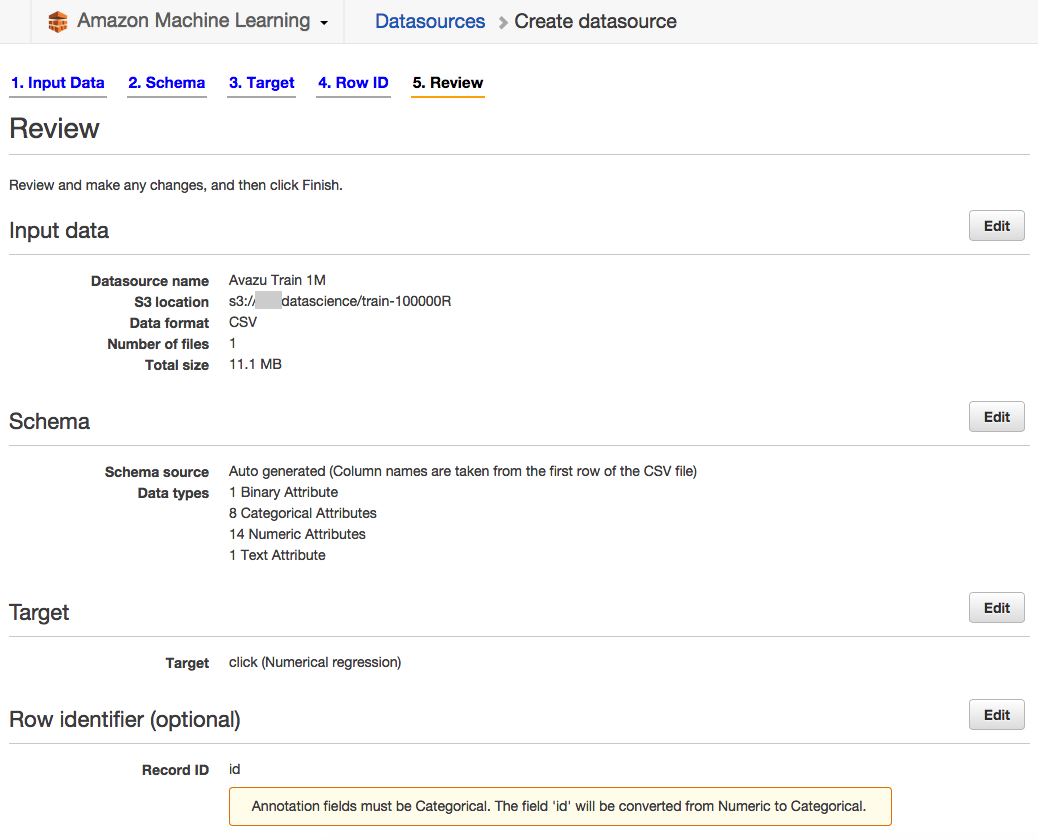 Amazon Machine Learning Datasources Create datasource
1. Input Data 2. Schema 3. Target 4. Row ID 5. Review
Review
Review and make any changes, and then click Finish.
Input data Edit
Datasource name Avazu Train 1M
S3 location s3:// datascience/train-100000R
Data format CSV
Number of files 1
Total size 11.1 MB
Schema Edit
Schema source Auto generated (Column names are taken from the first row of the CSV file)
Data types 1 Binary Attribute
8 Categorical Attributes
14 Numeric Attributes
1 Text Attribute
Target Edit
Target click (Numerical regression)
Row identifier (optional) Edit
Record ID id
Annotation fields must be Categorical. The field 'id' will be converted from Numeric to Categorical.